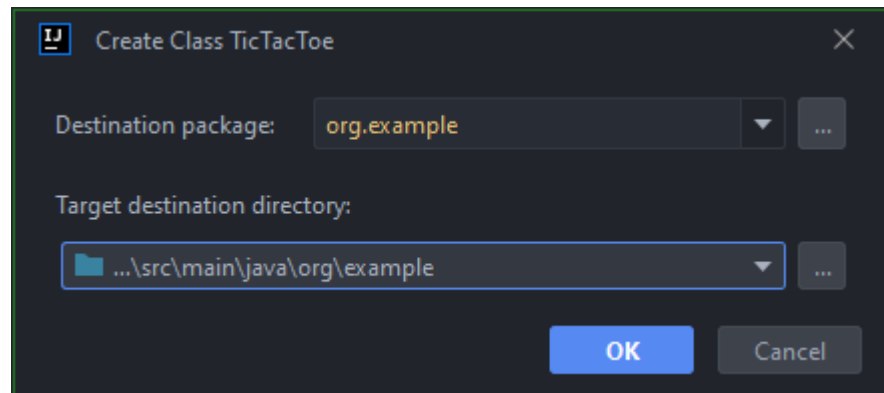 IJ Create Class TicTacToe
Destination package: org.example ...
Target destination directory:
...\src\main\java\org\example ...
OK Cancel